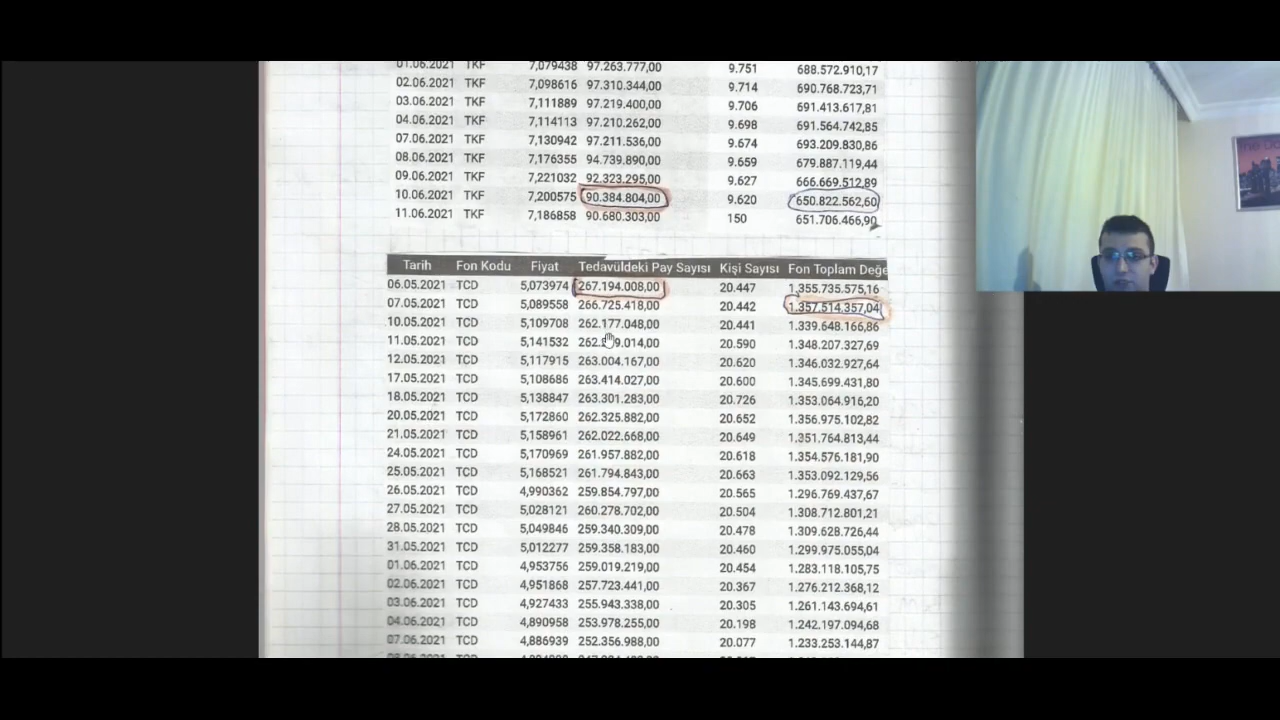 01.06.2021 TKF 7,079438 97.263.777,00 9.751 688.572.910,17
02.06.2021 TKF 7,098616 97.310.344,00 9.714 690.768.723,71
03.06.2021 TKF 7,111889 97.219.400,00 9.706 691.413.617,81
04.06.2021 TKF 7,114113 97.210.262,00 9.698 691.564.742,85
07.06.2021 TKF 7,130942 97.211.536,00 9.674 693.209.830,86
08.06.2021 TKF 7,176355 94.739.890,00 9.659 679.887.119,44
09.06.2021 TKF 7,221032 92.323.295,00 9.627 666.669.512,89
10.06.2021 TKF 7,200575 90.384.804,00 9.620 650.822.562,60
11.06.2021 TKF 7,186858 90.680.303,00 150 651.706.466,90
Tarih Fon Kodu Fiyat Tedavüldeki Pay Sayısı Kişi Sayısı Fon Toplam Değe
06.05.2021 TCD 5,073974 267.194.008,00 20.447 1.355.735.575,16
07.05.2021 TCD 5,089558 266.725.418,00 20.442 1.357.514.357,04
10.05.2021 TCD 5,109708 262.177.048,00 20.441 1.339.648.166,86
11.05.2021 TCD 5,141532 20.590 1.348.207.327,69
12.05.2021 TCD 5,117915 263.004.167,00 20.620 1.346.032.927,64
17.05.2021 TCD 5,108686 263.414.027,00 20.600 1.345.699.431,80
18.05.2021 TCD 5,138847 263.301.283,00 20.726 1.353.064.916,20
20.05.2021 TCD 5,172860 262.325.882,00 20.652 1.356.975.102,82
21.05.2021 TCD 5,158961 262.022.668,00 20.649 1.351.764.813,44
24.05.2021 TCD 5,170969 261.957.882,00 20.618 1.354.576.181,90
25.05.2021 TCD 5,168521 261.794.843,00 20.663 1.353.092.129,56
26.05.2021 TCD 4,990362 259.854.797,00 20.565 1.296.769.437,67
27.05.2021 TCD 5,028121 260.278.702,00 20.504 1.308.712.801,21
28.05.2021 TCD 5,049846 259.340.309,00 20.478 1.309.628.726,44
31.05.2021 TCD 5,012277 259.358.183,00 20.460 1.299.975.055,04
01.06.2021 TCD 4,953756 259.019.219,00 20.454 1.283.118.105,75
02.06.2021 TCD 4,951868 257.723.441,00 20.367 1.276.212.368,12
03.06.2021 TCD 4,927433 255.943.338,00 20.305 1.261.143.694,61
04.06.2021 TCD 4,890958 253.978.255,00 20.198 1.242.197.094,68
07.06.2021 TCD 4,886939 252.356.988,00 20.077 1.233.253.144,87